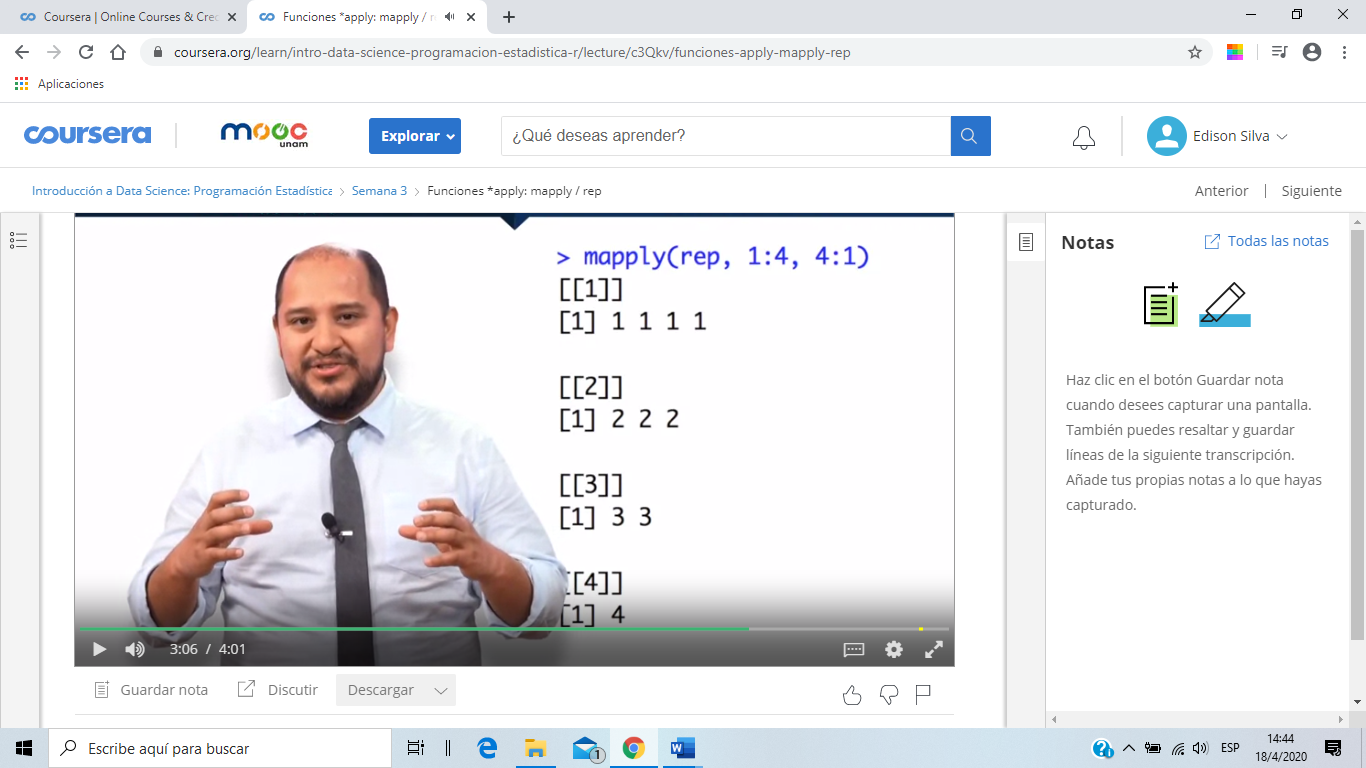 Coursera | Online Courses & Cred
Funciones *apply: mapply / r
coursera.org/learn/intro-data-science-programacion-estadistica-r/lecture/c3Qkv/funciones-apply-mapply-rep
Aplicaciones
coursera
mooc
unam
Explorar
¿Qué deseas aprender?
Edison Silva
Introducción a Data Science: Programación Estadística
Semana 3
Funciones *apply: mapply / rep
Anterior | Siguiente
> mapply(rep, 1:4, 4:1)
[[1]]
[1] 1 1 1 1
[[2]]
[1] 2 2 2
[[3]]
[1] 3 3
[[4]]
[1] 4
3:06 / 4:01
Guardar nota
Discutir
Descargar
Notas
Todas las notas
Haz clic en el botón Guardar nota
cuando desees capturar una pantalla.
También puedes resaltar y guardar
líneas de la siguiente transcripción.
Añade tus propias notas a lo que hayas
capturado.
Escribe aquí para buscar
1
ESP
14:44
18/4/2020